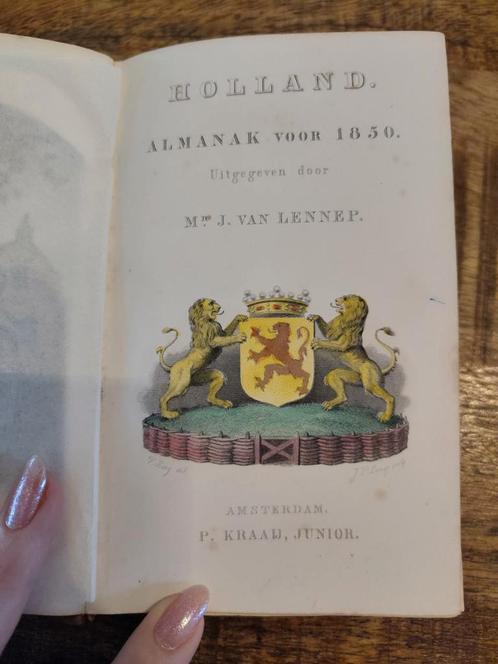 HOLLAND.
ALMANAK VOOR 1850.
Uitgegeven door
Mr. J. VAN LENNEP.
AMSTERDAM,
P. KRAAIJ, JUNIOR.